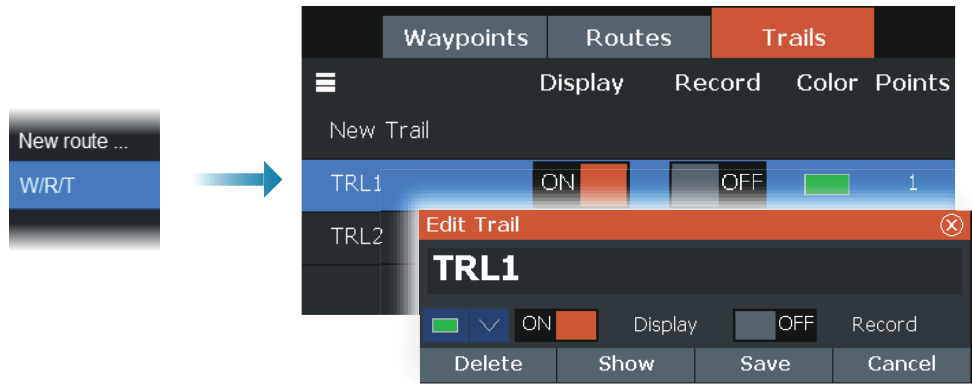 New route ...
W/R/T
Waypoints Routes Trails
Display Record Color Points
New Trail
TRL1 ON OFF 1
TRL2
Edit Trail
TRL1
ON Display OFF Record
Delete Show Save Cancel